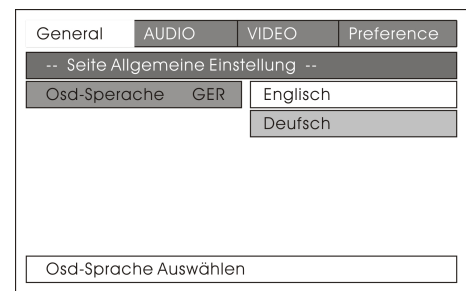 General AUDIO VIDEO Preference
-- Seite Allgemeine Einstellung --
Osd-Sperache GER Englisch
Deufsch
Osd-Sprache Auswählen